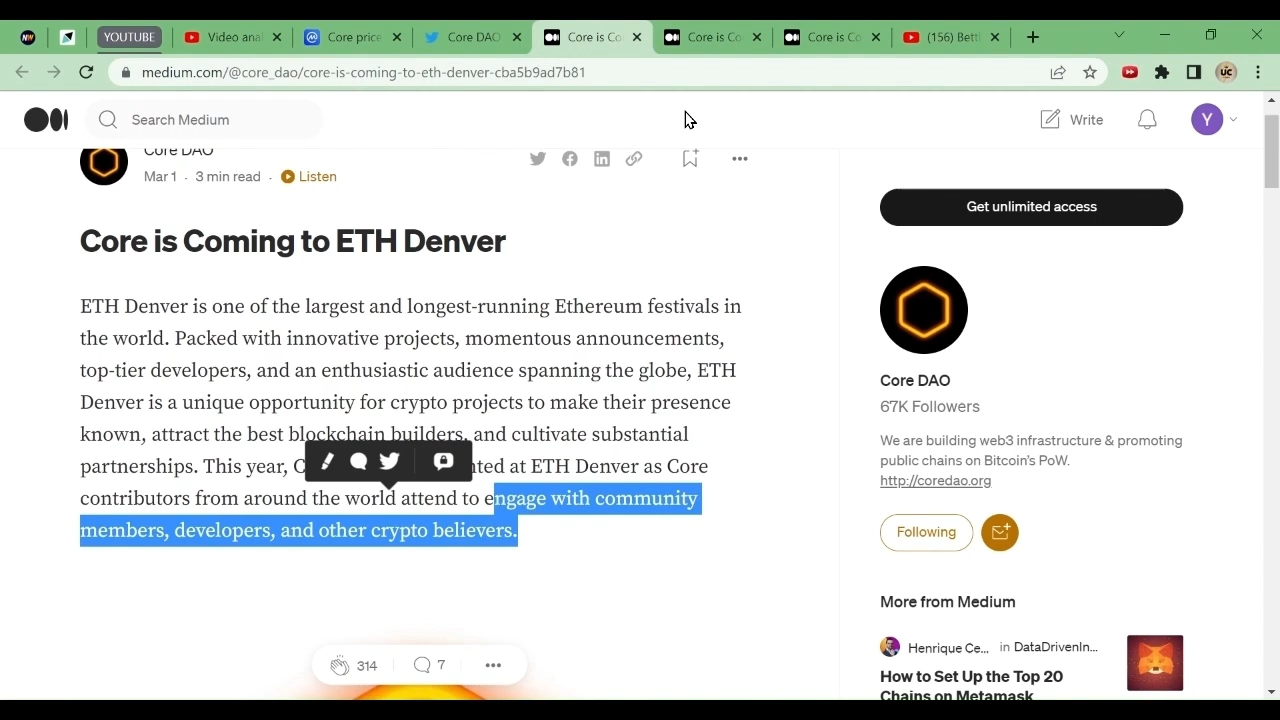 YOUTUBE
Video anal
Core price
Core DAO
Core is Co
Core is Co
Core is Co
(156) Bettl
medium.com/@core_dao/core-is-coming-to-eth-denver-cba5b9ad7b81
UC
Search Medium
Write
Y
Core DAO
Mar 1 · 3 min read · Listen
Core is Coming to ETH Denver
ETH Denver is one of the largest and longest-running Ethereum festivals in
the world. Packed with innovative projects, momentous announcements,
top-tier developers, and an enthusiastic audience spanning the globe, ETH
Denver is a unique opportunity for crypto projects to make their presence
known, attract the best blockchain builders, and cultivate substantial
partnerships. This year, C nted at ETH Denver as Core
contributors from around the world attend to engage with community
members, developers, and other crypto believers.
314
7
Get unlimited access
Core DAO
67K Followers
We are building web3 infrastructure & promoting
public chains on Bitcoin's PoW.
http://coredao.org
Following
More from Medium
Henrique Ce... in DataDrivenIn...
How to Set Up the Top 20
Chains on Metamask